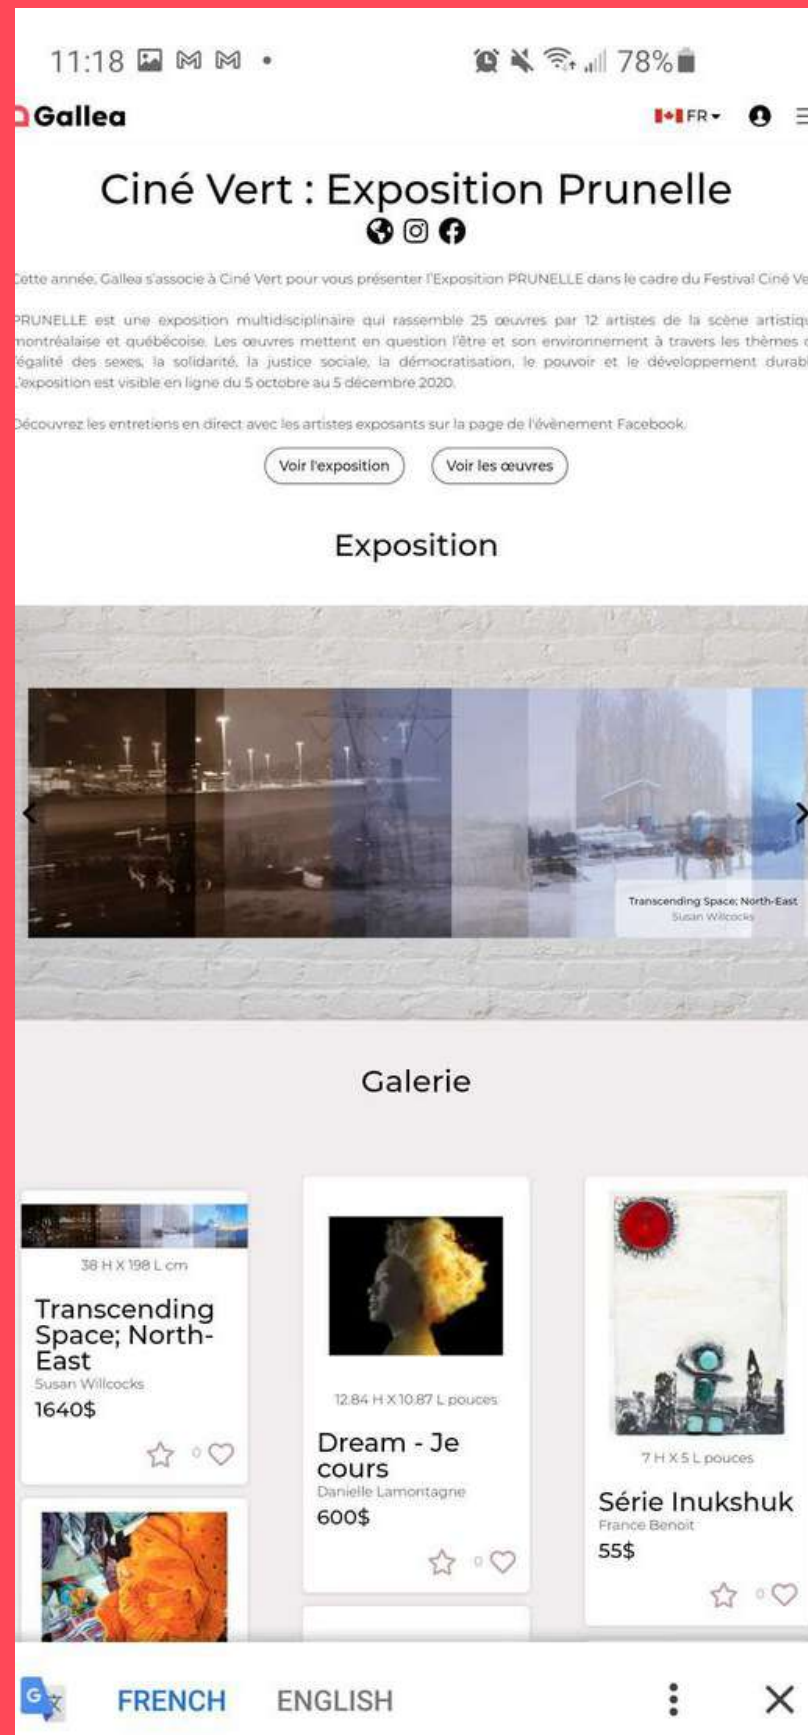 11:18
78%
Gallea
FR
Ciné Vert : Exposition Prunelle
Cette année, Gallea s'associe à Ciné Vert pour vous présenter l'Exposition PRUNELLE dans le cadre du Festival Ciné Ve
PRUNELLE est une exposition multidisciplinaire qui rassemble 25 œuvres par 12 artistes de la scène artistiqu
montréalaise et québécoise. Les œuvres mettent en question l'être et son environnement à travers les thèmes d
l'égalité des sexes, la solidarité, la justice sociale, la démocratisation, le pouvoir et le développement durabl
L'exposition est visible en ligne du 5 octobre au 5 décembre 2020.
Découvrez les entretiens en direct avec les artistes exposants sur la page de l'évènement Facebook.
Voir l'exposition
Voir les œuvres
Exposition
Transcending Space; North-East
Susan Willcocks
Galerie
38 H X 198 L cm
Transcending
Space; North-
East
Susan Willcocks
1640$
0
12.84 H X 10.87 L pouces
Dream - Je
cours
Danielle Lamontagne
600$
0
7 H X 5 L pouces
Série Inukshuk
France Benoit
55$
0
FRENCH
ENGLISH